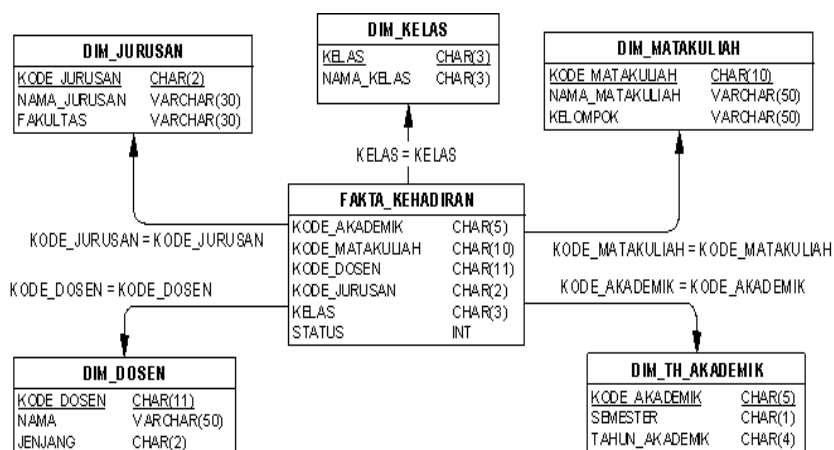 DIM_JURUSAN
KODE_JURUSAN CHAR(2)
NAMA_JURUSAN VARCHAR(30)
FAKULTAS VARCHAR(30)
DIM_KELAS
KELAS CHAR(3)
NAMA_KELAS CHAR(3)
DIM_MATAKULIAH
KODE_MATAKULIAH CHAR(10)
NAMA_MATAKULIAH VARCHAR(50)
KELOMPOK VARCHAR(50)
KELAS = KELAS
FAKTA_KEHADIRAN
KODE_AKADEMIK CHAR(5)
KODE_MATAKULIAH CHAR(10)
KODE_DOSEN CHAR(11)
KODE_JURUSAN CHAR(2)
KELAS CHAR(3)
STATUS INT
KODE_JURUSAN = KODE_JURUSAN
KODE_MATAKULIAH = KODE_MATAKULIAH
KODE_DOSEN = KODE_DOSEN
KODE_AKADEMIK = KODE_AKADEMIK
DIM_DOSEN
KODE_DOSEN CHAR(11)
NAMA VARCHAR(50)
JENJANG CHAR(2)
DIM_TH_AKADEMIK
KODE_AKADEMIK CHAR(5)
SEMESTER CHAR(1)
TAHUN_AKADEMIK CHAR(4)